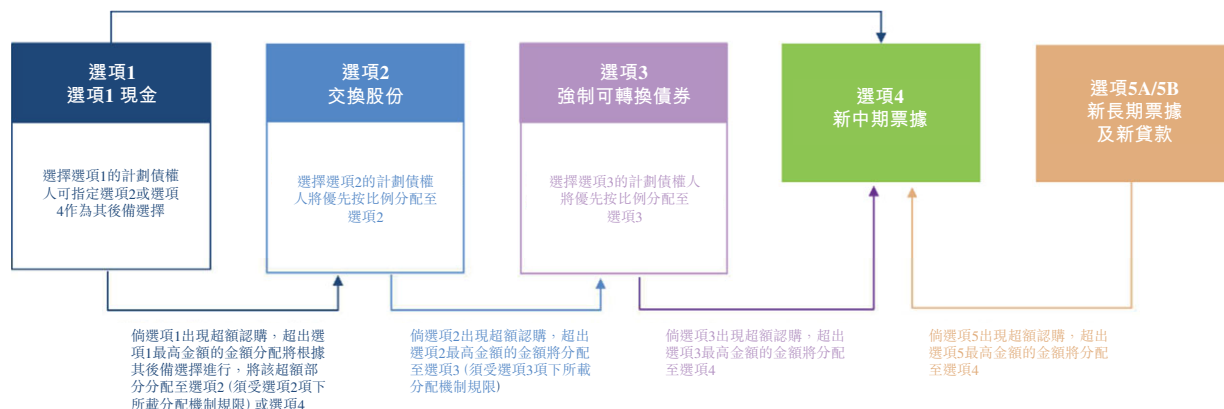 選項1
選項1 現金
選擇選項1的計劃債權
人可指定選項2或選項
4作為其後備選擇
選項2
交換股份
選擇選項2的計劃債權
人將優先按比例分配至
選項2
選項3
強制可轉換債券
選擇選項3的計劃債權人
將優先按比例分配至
選項3
選項4
新中期票據
選項5A/5B
新長期票據
及新貸款
倘選項1出現超額認購，超出選
項1最高金額的金額分配將根據
其後備選擇進行，將該超額部
分分配至選項2 (須受選項2項下
所載分配機制規限) 或選項4
倘選項2出現超額認購，超出
選項2最高金額的金額將分配
至選項3 (須受選項3項下所載
分配機制規限)
倘選項3出現超額認購，超出
選項3最高金額的金額將分配
至選項4
倘選項5出現超額認購，超出
選項5最高金額的金額將分配
至選項4